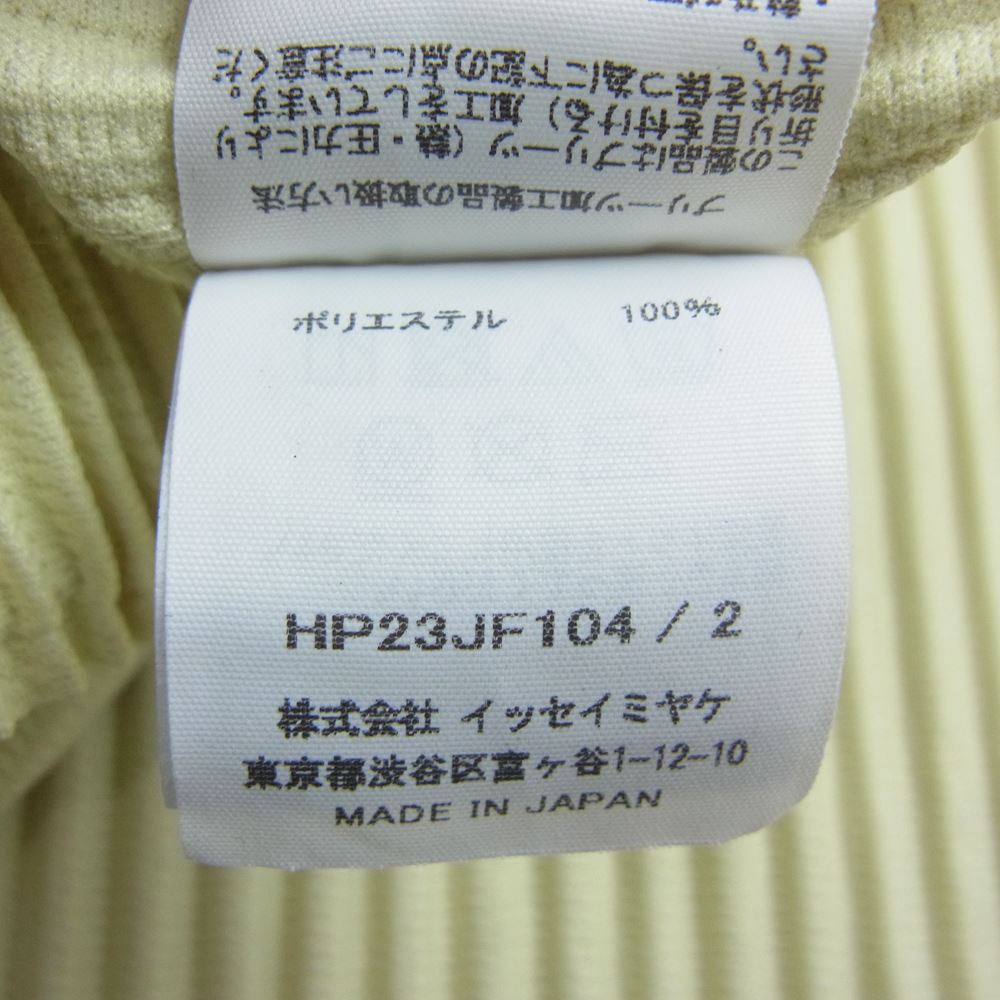 プリーツ加工製品の取扱い方法
この製品はプリーツ(熱・圧力により
折り目を付ける)加工をしています。
形状を保つために下記の点にご注意くだ
さい。
ポリエステル 100%
HP23JF104 / 2
株式会社 イッセイミヤケ
東京都渋谷区富ヶ谷1-12-10
MADE IN JAPAN